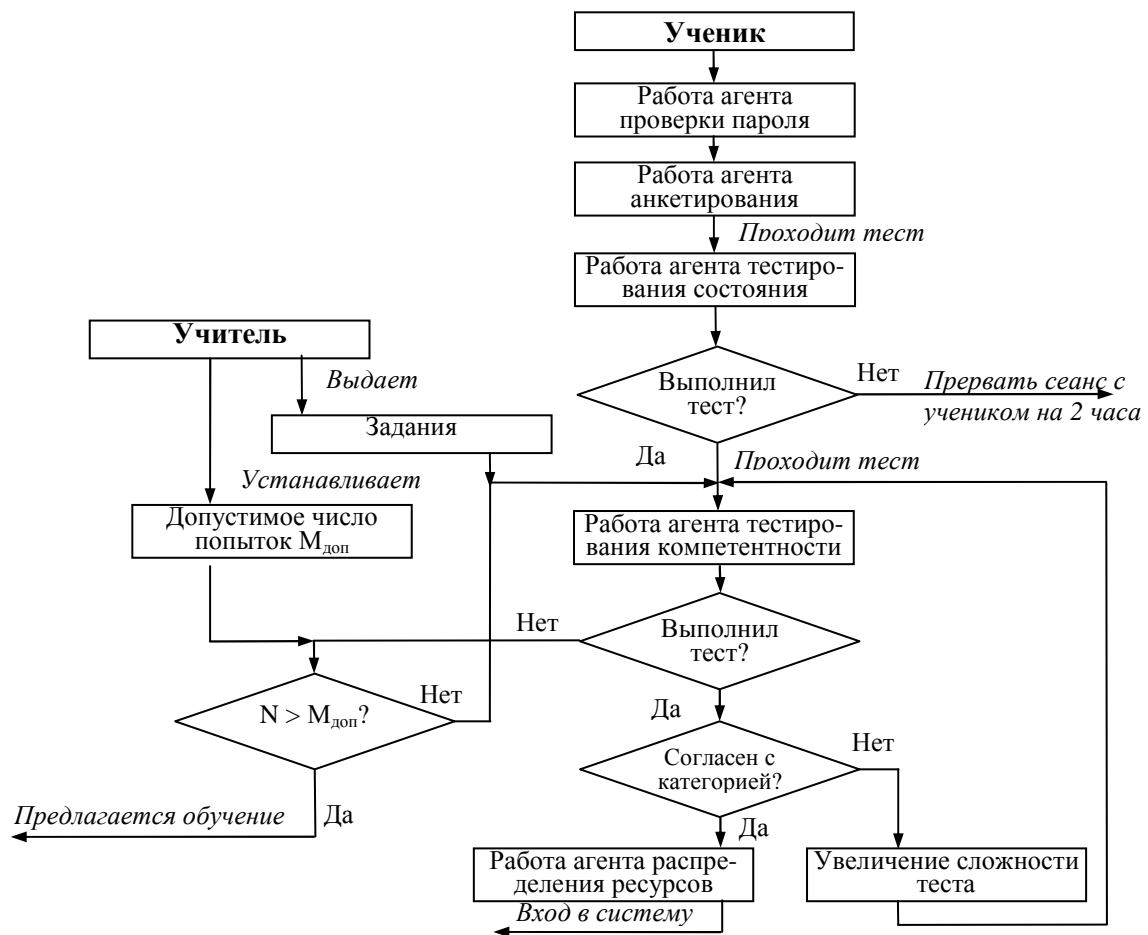 Ученик
Работа агента
проверки пароля
Работа агента
анкетирования
Проходит тест
Работа агента тестиро-
вания состояния
Учитель
Выдает
Выполнил
тест?
Нет
Прервать сеанс с
учеником на 2 часа
Задания
Да
Проходит тест
Устанавливает
Допустимое число
попыток Мдоп
Работа агента тестиро-
вания компетентности
Нет
Выполнил
тест?
N > Mдоп?
Нет
Да
Согласен с
категорией?
Нет
Предлагается обучение
Да
Да
Работа агента распре-
деления ресурсов
Увеличение сложности
теста
Вход в систему